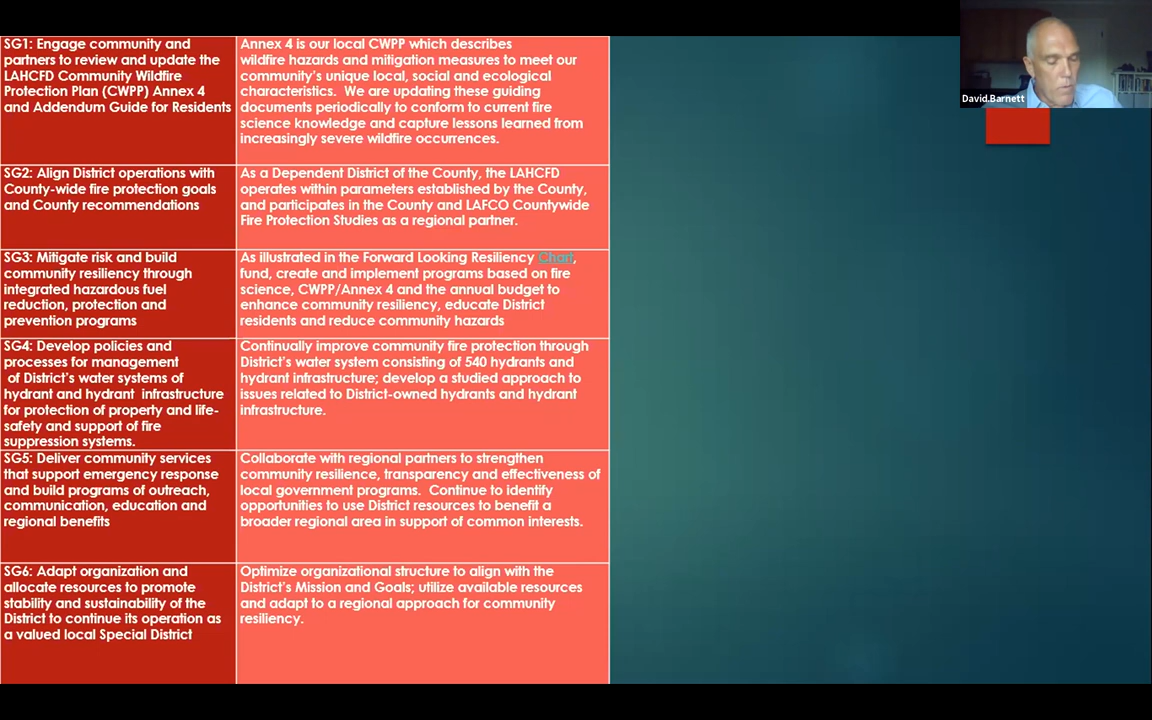 SG1: Engage community and
partners to review and update the
LAHCFD Community Wildfire
Protection Plan (CWPP) Annex 4
and Addendum Guide for Residents
Annex 4 is our local CWPP which describes
wildfire hazards and mitigation measures to meet our
community's unique local, social and ecological
characteristics. We are updating these guiding
documents periodically to conform to current fire
science knowledge and capture lessons learned from
increasingly severe wildfire occurrences.
SG2: Align District operations with
County-wide fire protection goals
and County recommendations
As a Dependent District of the County, the LAHCFD
operates within parameters established by the County,
and participates in the County and LAFCO Countywide
Fire Protection Studies as a regional partner.
SG3: Mitigate risk and build
community resiliency through
integrated hazardous fuel
reduction, protection and
prevention programs
As illustrated in the Forward Looking Resiliency Chart,
fund, create and implement programs based on fire
science, CWPP/Annex 4 and the annual budget to
enhance community resiliency, educate District
residents and reduce community hazards
SG4: Develop policies and
processes for management
of District's water systems of
hydrant and hydrant infrastructure
for protection of property and life-
safety and support of fire
suppression systems.
Continually improve community fire protection through
District's water system consisting of 540 hydrants and
hydrant infrastructure; develop a studied approach to
issues related to District-owned hydrants and hydrant
infrastructure.
SG5: Deliver community services
that support emergency response
and build programs of outreach,
communication, education and
regional benefits
Collaborate with regional partners to strengthen
community resilience, transparency and effectiveness of
local government programs. Continue to identify
opportunities to use District resources to benefit a
broader regional area in support of common interests.
SG6: Adapt organization and
allocate resources to promote
stability and sustainability of the
District to continue its operation as
a valued local Special District
Optimize organizational structure to align with the
District's Mission and Goals; utilize available resources
and adapt to a regional approach for community
resiliency.
David.Barnett